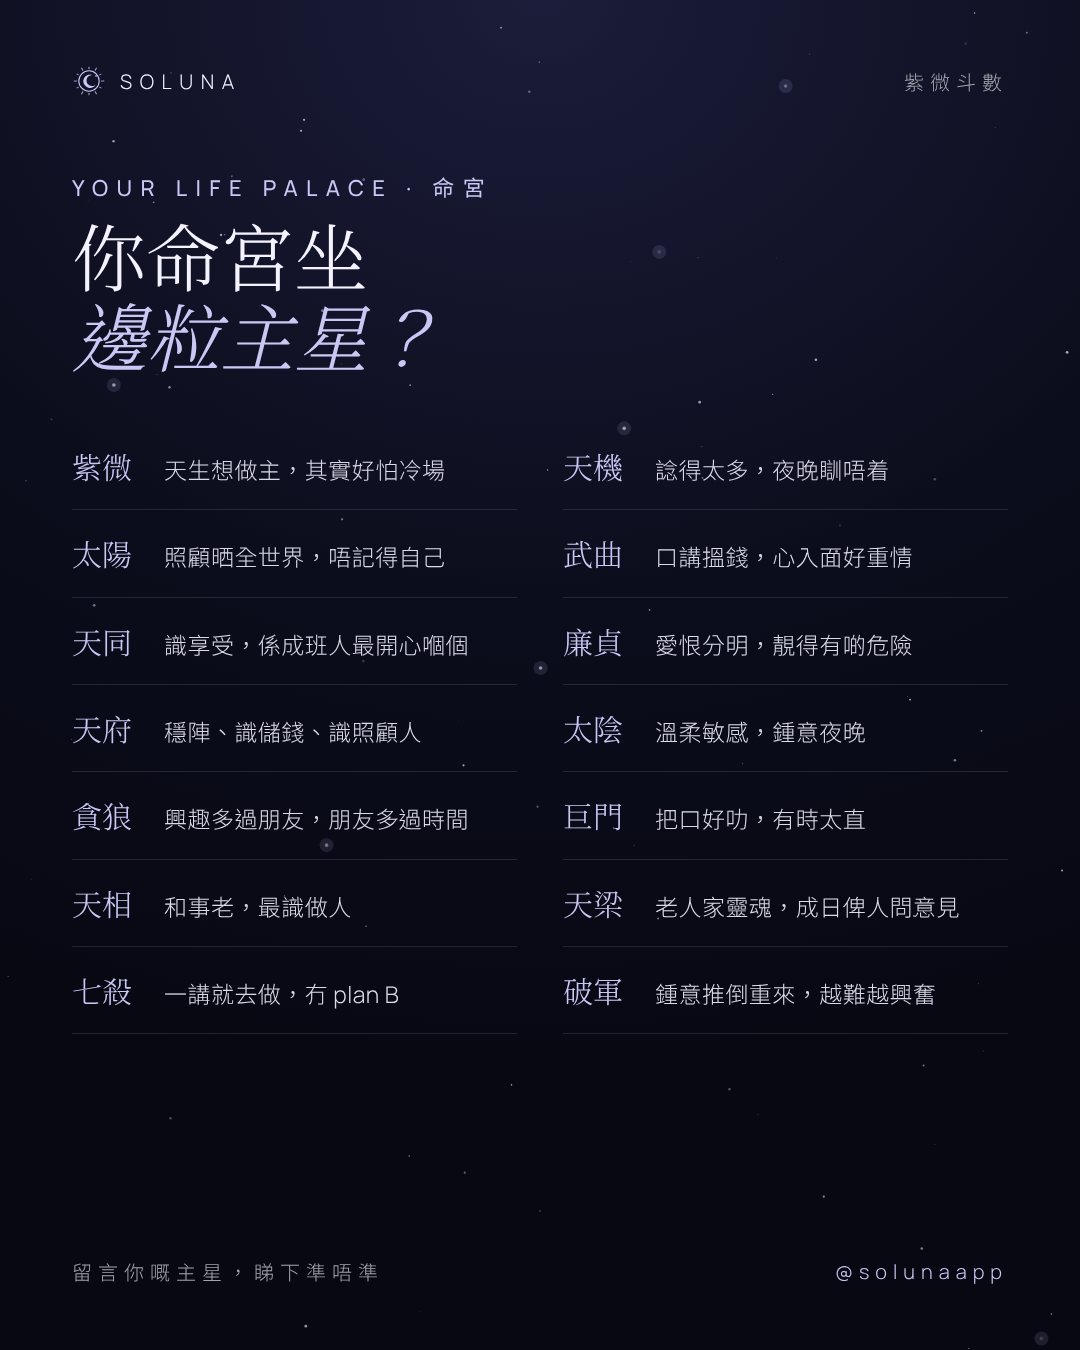 SOLUNA
紫微斗數
YOUR LIFE PALACE · 命宮
你命宮坐
邊粒主星？
紫微 天生想做主，其實好怕冷場
天機 諗得太多，夜晚瞓唔着
太陽 照顧晒全世界，唔記得自己
武曲 口講搵錢，心入面好重情
天同 識享受，係成班人最開心嗰個
廉貞 愛恨分明，靚得有啲危險
天府 穩陣、識儲錢、識照顧人
太陰 溫柔敏感，鍾意夜晚
貪狼 興趣多過朋友，朋友多過時間
巨門 把口好叻，有時太直
天相 和事老，最識做人
天梁 老人家靈魂，成日俾人問意見
七殺 一講就去做，冇 plan B
破軍 鍾意推倒重來，越難越興奮
留言你嘅主星，睇下準唔準
@solunaapp